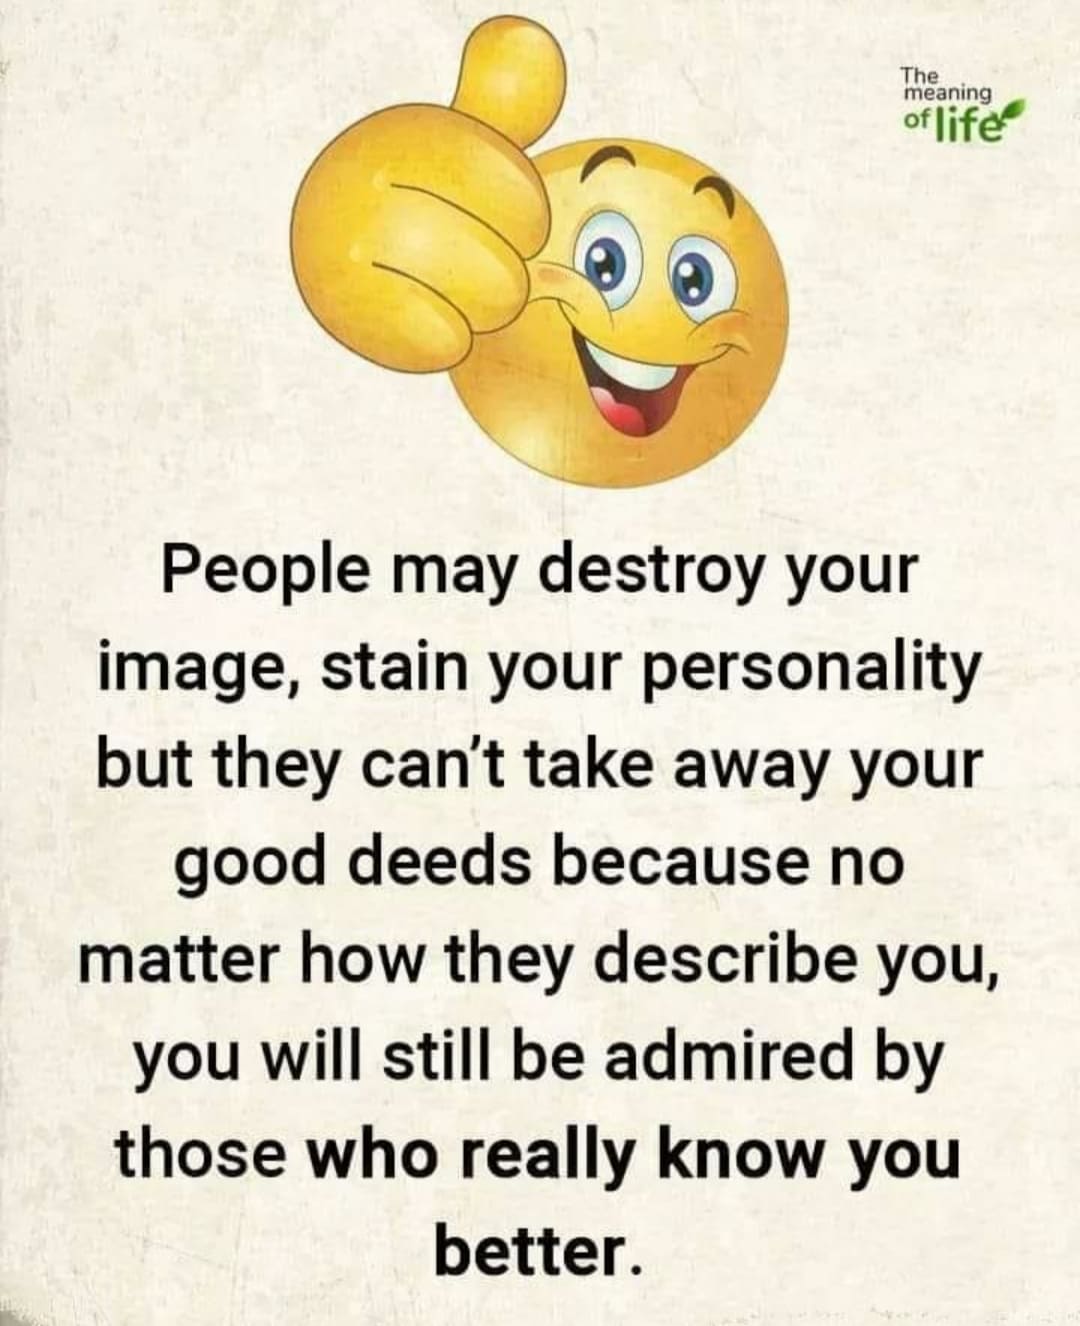 The
meaning
of life
People may destroy your
image, stain your personality
but they can't take away your
good deeds because no
matter how they describe you,
you will still be admired by
those who really know you
better.